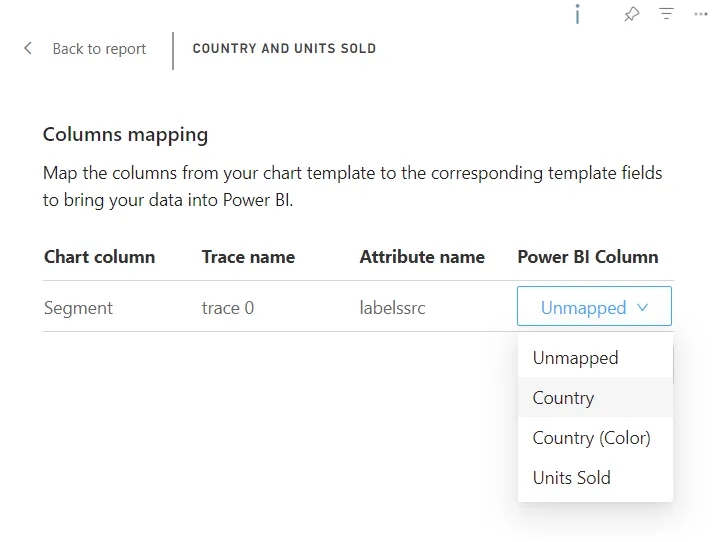 Back to report
COUNTRY AND UNITS SOLD
Columns mapping
Map the columns from your chart template to the corresponding template fields
to bring your data into Power BI.
Chart column Trace name Attribute name Power BI Column
Segment trace 0 labelssrc Unmapped
Unmapped
Country
Country (Color)
Units Sold